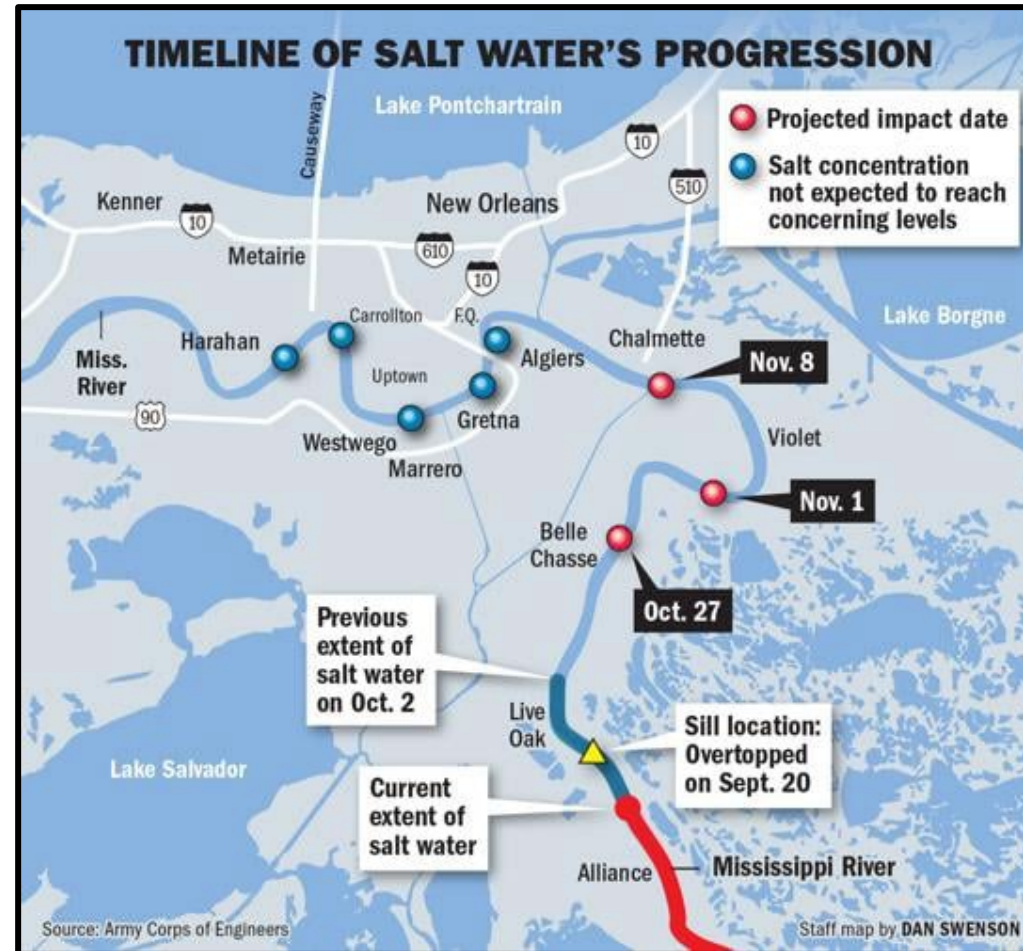 TIMELINE OF SALT WATER'S PROGRESSION
Lake Pontchartrain
Causeway
Projected impact date
Salt concentration
not expected to reach
concerning levels
10
510
Kenner
10
New Orleans
Metairie
610
10
Lake Borgne
Carrollton
F.Q.
Harahan
Chalmette
Algiers
Miss.
River
Uptown
Nov. 8
90
Gretna
Westwego
Marrero
Violet
Nov. 1
Belle
Chasse
Oct. 27
Previous
extent of
salt water
on Oct. 2
Live
Oak
Sill location:
Overtopped
on Sept. 20
Lake Salvador
Current
extent of
salt water
Alliance
Mississippi River
Source: Army Corps of Engineers
Staff map by DAN SWENSON